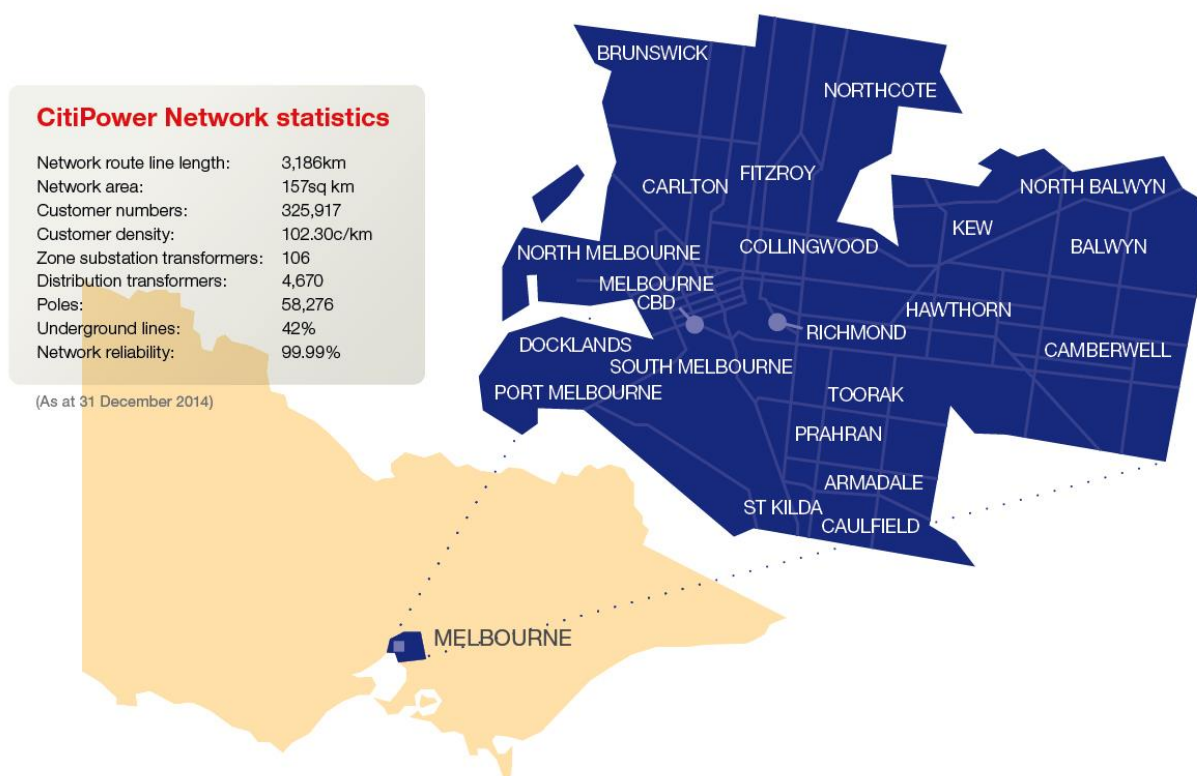 CitiPower Network statistics
Network route line length: 3,186km
Network area: 157sq km
Customer numbers: 325,917
Customer density: 102.30c/km
Zone substation transformers: 106
Distribution transformers: 4,670
Poles: 58,276
Underground lines: 42%
Network reliability: 99.99%
(As at 31 December 2014)
BRUNSWICK
NORTHCOTE
FITZROY
CARLTON
NORTH BALWYN
KEW
NORTH MELBOURNE
COLLINGWOOD
BALWYN
MELBOURNE
CBD
HAWTHORN
RICHMOND
DOCKLANDS
CAMBERWELL
SOUTH MELBOURNE
PORT MELBOURNE
TOORAK
PRAHRAN
ARMADALE
ST KILDA
CAULFIELD
MELBOURNE